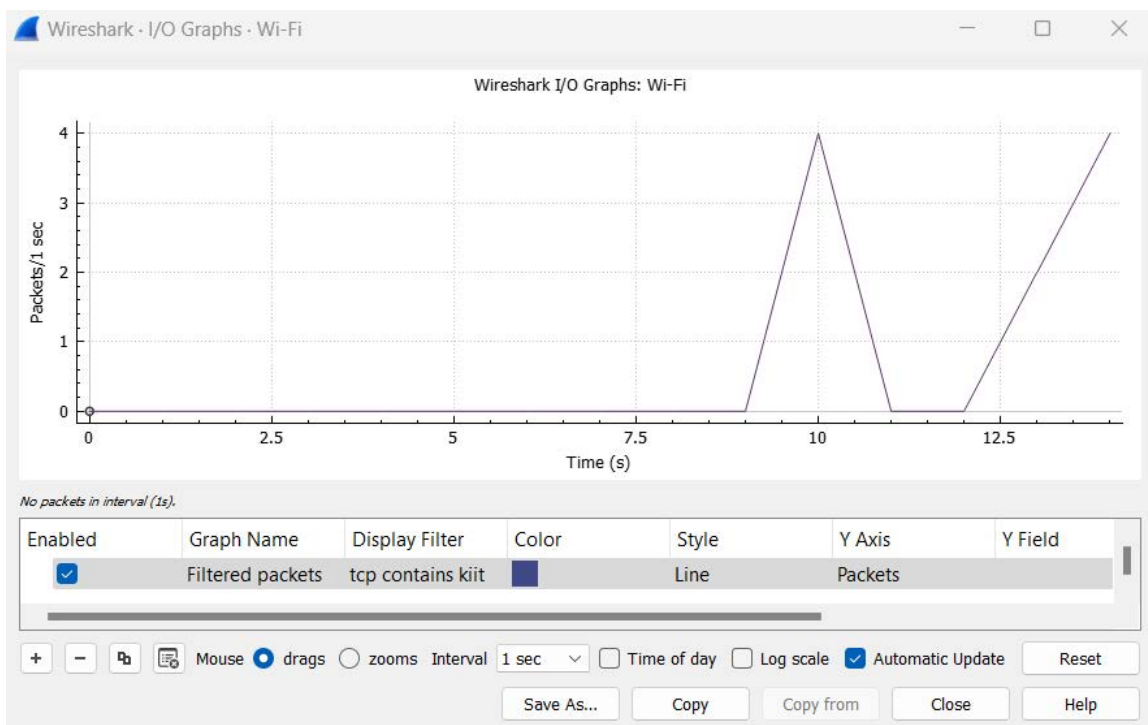 Wireshark · I/O Graphs · Wi-Fi
Wireshark I/O Graphs: Wi-Fi
4
3
2
1
0
Packets/1 sec
0 2.5 5 7.5 10 12.5
Time (s)
No packets in interval (1s).
Enabled Graph Name Display Filter Color Style Y Axis Y Field
Filtered packets tcp contains kiit Line Packets
+ − Mouse drags zooms Interval 1 sec Time of day Log scale Automatic Update Reset
Save As... Copy Copy from Close Help